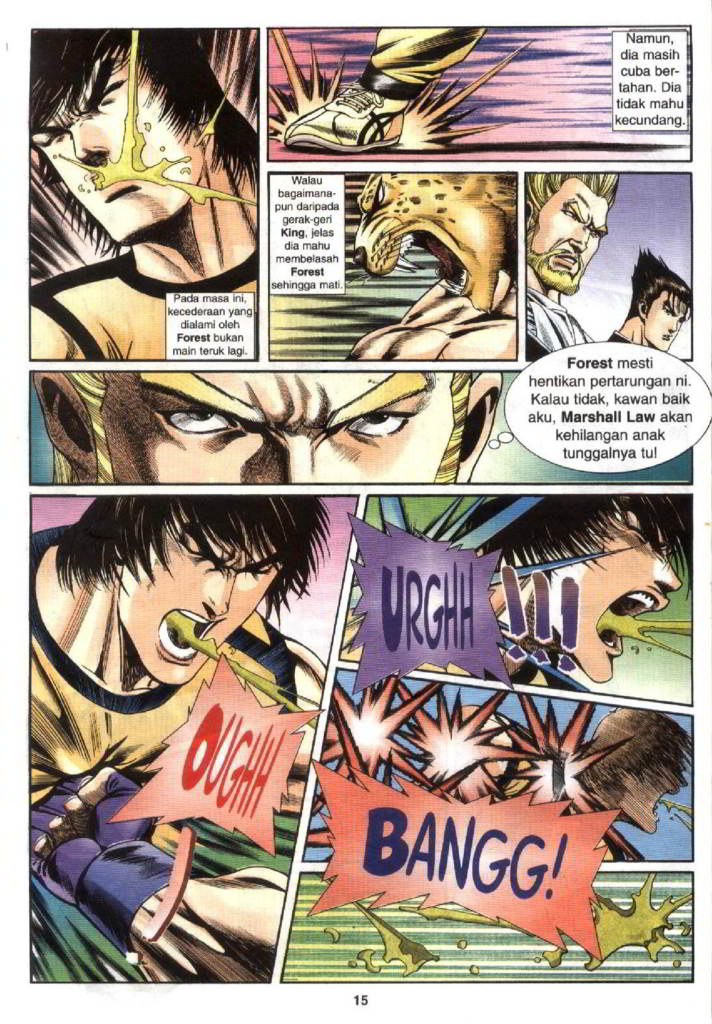 Pada masa ini,
kecederaan yang
dialami oleh
Forest bukan
main teruk lagi.
Namun,
dia masih
cuba ber-
tahan. Dia
tidak mahu
kecundang.
Walau
bagaimana-
pun daripada
gerak-geri
King, jelas
dia mahu
membelasah
Forest
sehingga mati.
Forest mesti
hentikan pertarungan ni.
Kalau tidak, kawan baik
aku, Marshall Law akan
kehilangan anak
tunggalnya tu!
OUGHH
URGHH
!!!
BANGG!
15